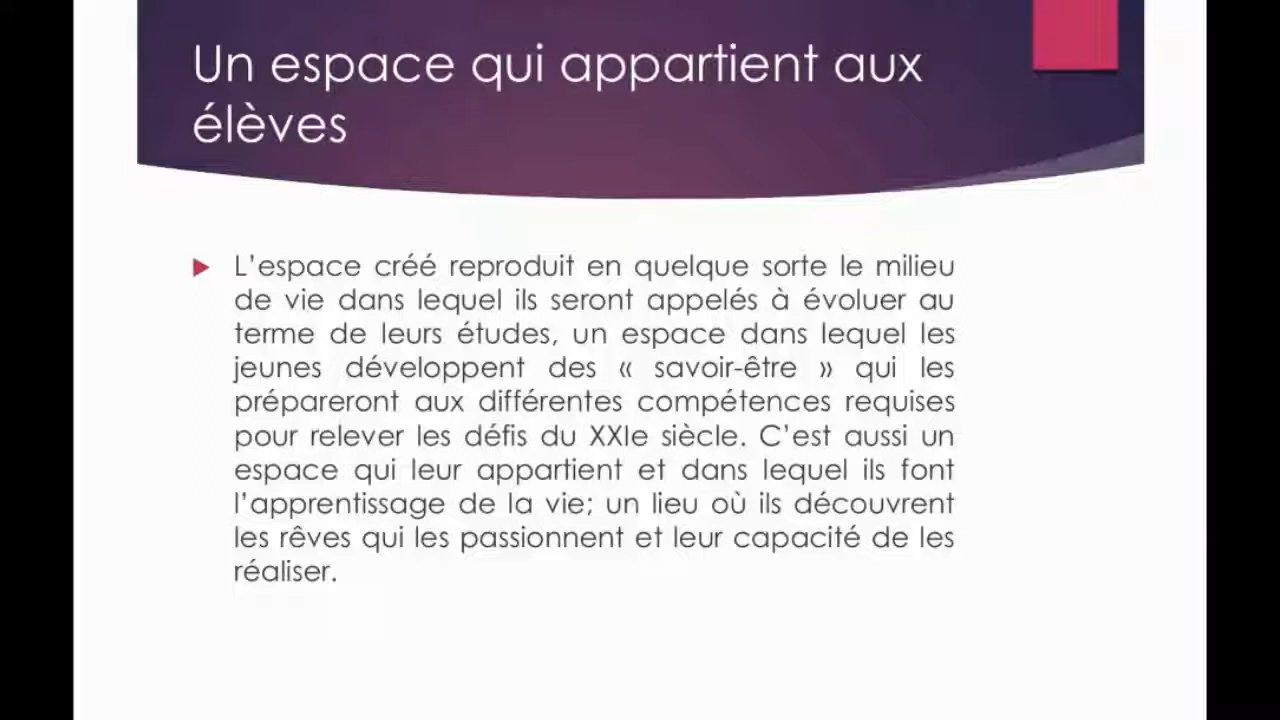 Un espace qui appartient aux
élèves
L'espace créé reproduit en quelque sorte le milieu
de vie dans lequel ils seront appelés à évoluer au
terme de leurs études, un espace dans lequel les
jeunes développent des « savoir-être » qui les
prépareront aux différentes compétences requises
pour relever les défis du XXIe siècle. C'est aussi un
espace qui leur appartient et dans lequel ils font
l'apprentissage de la vie; un lieu où ils découvrent
les rêves qui les passionnent et leur capacité de les
réaliser.